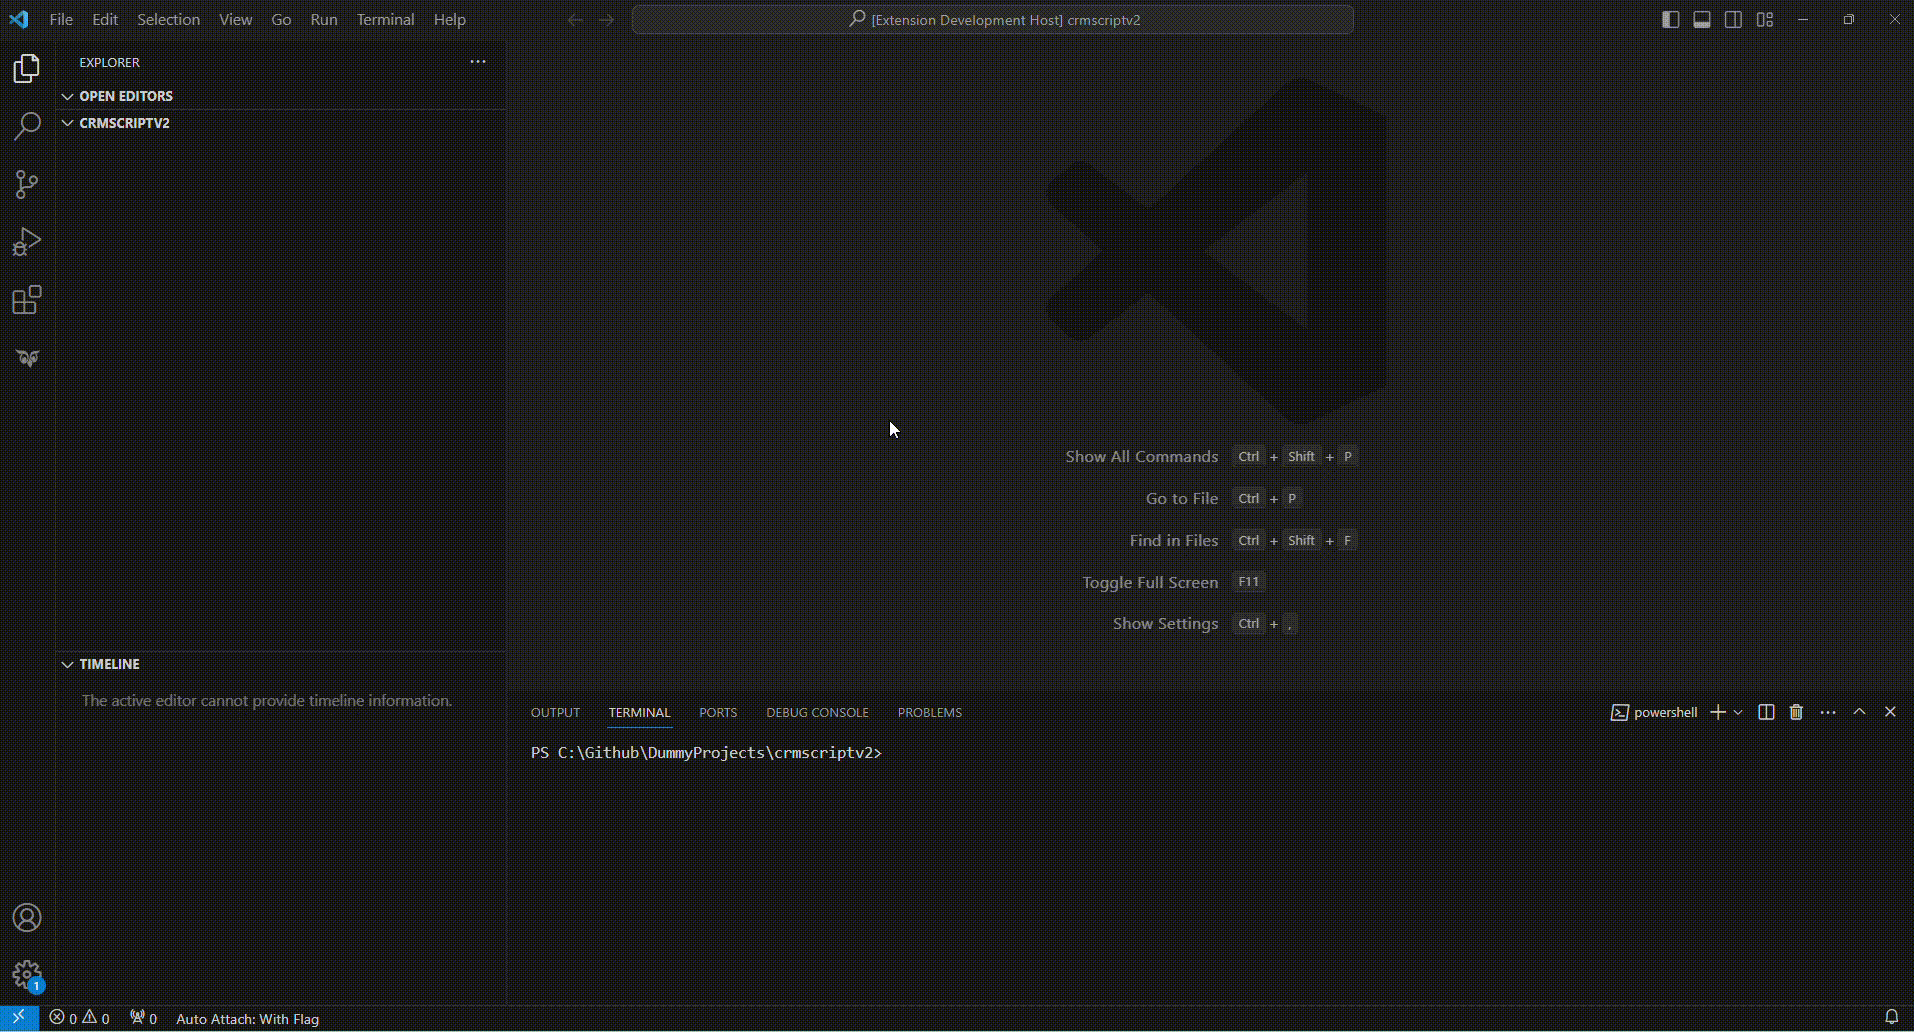 File Edit Selection View Go Run Terminal Help
[Extension Development Host] crmscriptv2
EXPLORER
OPEN EDITORS
CRMSCRIPTV2
Show All Commands Ctrl + Shift + P
Go to File Ctrl + P
Find in Files Ctrl + Shift + F
Toggle Full Screen F11
Show Settings Ctrl + ,
TIMELINE
The active editor cannot provide timeline information.
OUTPUT TERMINAL PORTS DEBUG CONSOLE PROBLEMS
powershell
PS C:\Github\DummyProjects\crmscriptv2>
1
0 0 0 Auto Attach: With Flag